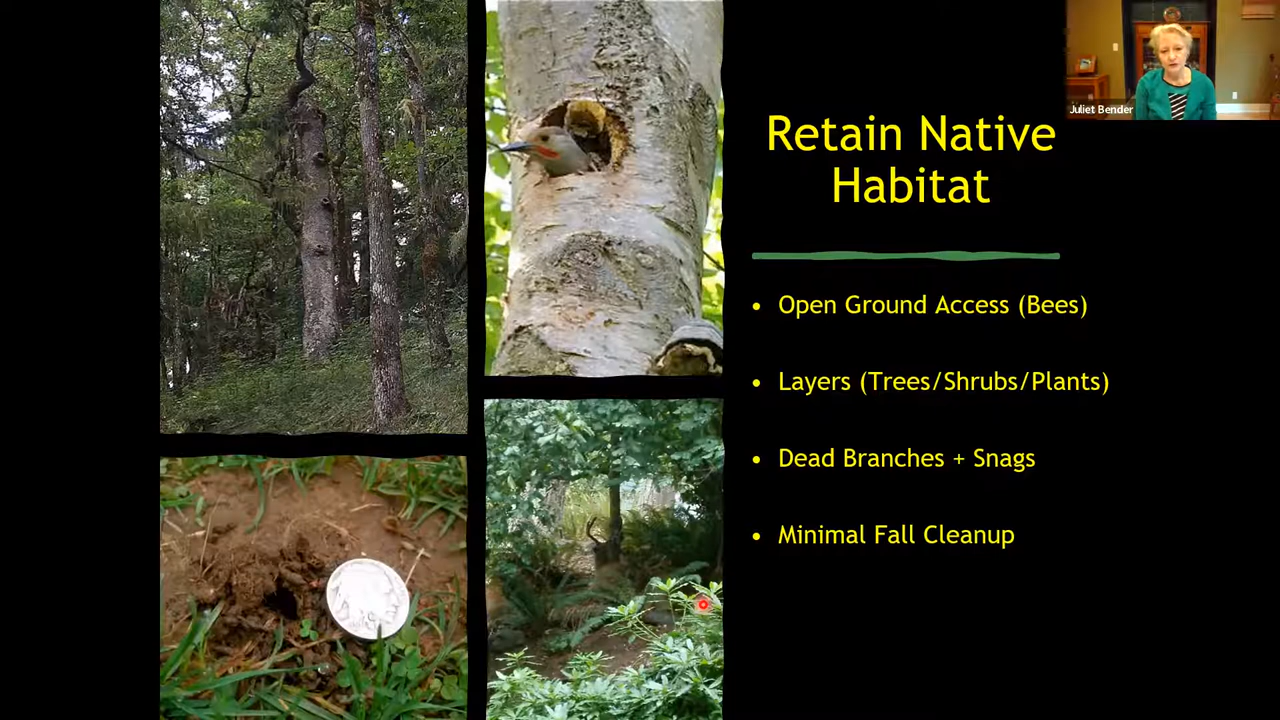 Juliet Bender
Retain Native
Habitat
• Open Ground Access (Bees)
• Layers (Trees/Shrubs/Plants)
• Dead Branches + Snags
• Minimal Fall Cleanup